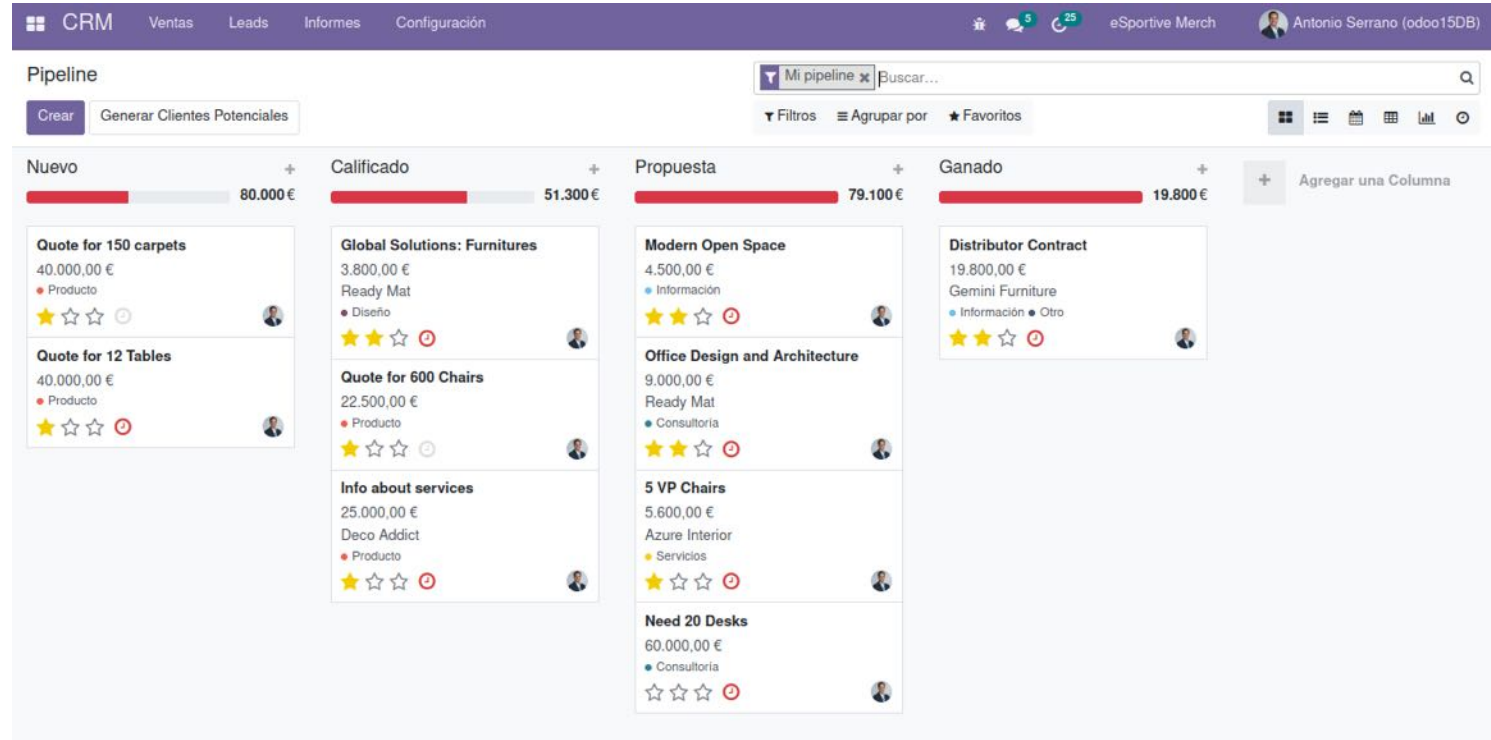 CRM Ventas Leads Informes Configuración 5 25 eSportive Merch Antonio Serrano (odoo15DB)
Pipeline
Mi pipeline Buscar...
Crear Generar Clientes Potenciales
Filtros Agrupar por Favoritos
Nuevo
80.000 €
Quote for 150 carpets
40.000,00 €
Producto
Quote for 12 Tables
40.000,00 €
Producto
Calificado
51.300 €
Global Solutions: Furnitures
3.800,00 €
Ready Mat
Diseño
Quote for 600 Chairs
22.500,00 €
Producto
Info about services
25.000,00 €
Deco Addict
Producto
Propuesta
79.100 €
Modern Open Space
4.500,00 €
Información
Office Design and Architecture
9.000,00 €
Ready Mat
Consultoria
5 VP Chairs
5.600,00 €
Azure Interior
Servicios
Need 20 Desks
60.000,00 €
Consultoria
Ganado
19.800 €
Distributor Contract
19.800,00 €
Gemini Furniture
Información Otro
Agregar una Columna